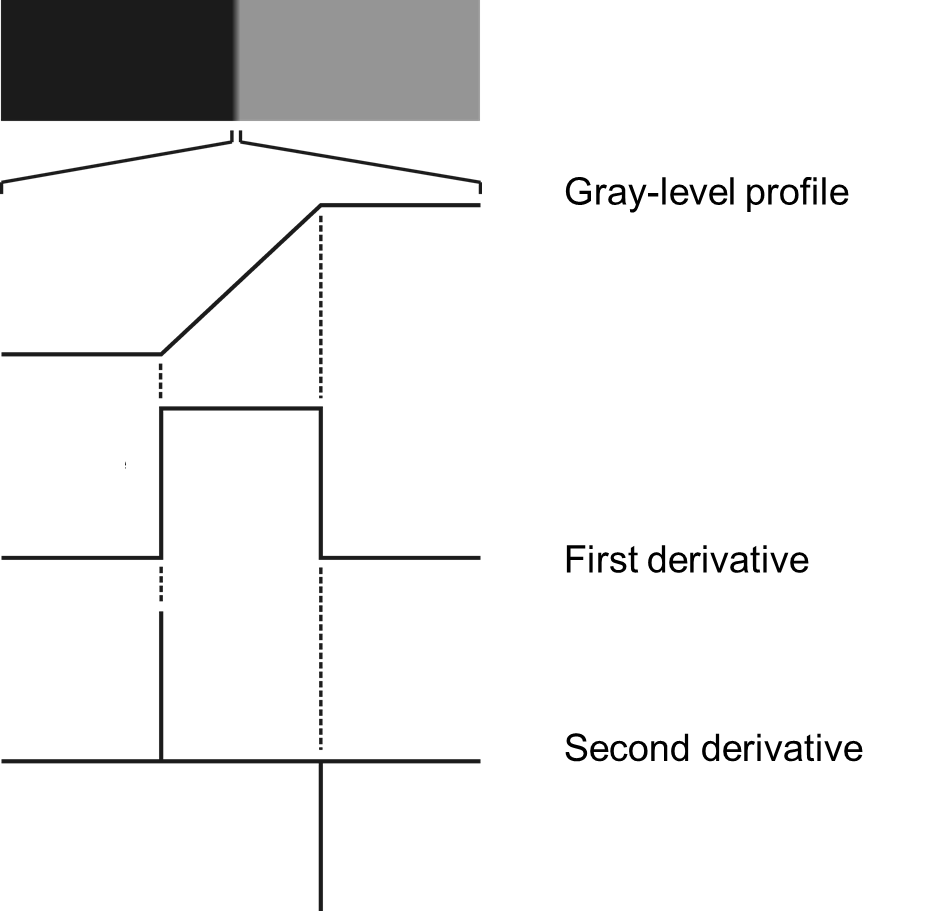 Gray-level profile
First derivative
Second derivative